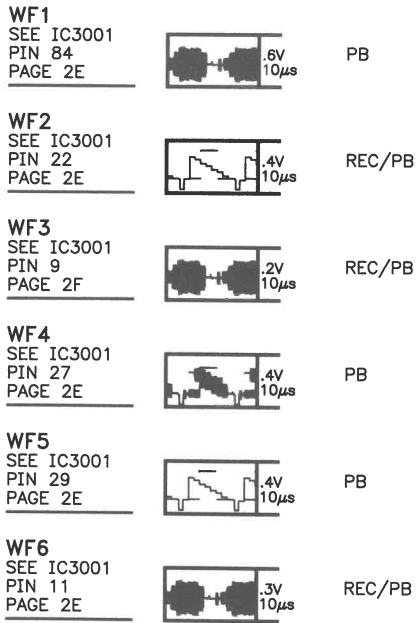 WF1
SEE IC3001
PIN 84
PAGE 2E
.6V
10µs
PB
WF2
SEE IC3001
PIN 22
PAGE 2E
.4V
10µs
REC/PB
WF3
SEE IC3001
PIN 9
PAGE 2F
.2V
10µs
REC/PB
WF4
SEE IC3001
PIN 27
PAGE 2E
.4V
10µs
PB
WF5
SEE IC3001
PIN 29
PAGE 2E
.4V
10µs
PB
WF6
SEE IC3001
PIN 11
PAGE 2E
.3V
10µs
REC/PB